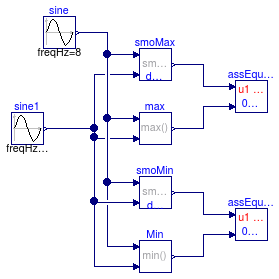 sine
freqHz=8
smoMax
sm...
d...
assEqu...
u1 ...
0...
sine1
freqHz...
max
max()
smoMin
sm...
d...
assEqu...
u1 ...
0...
Min
min()